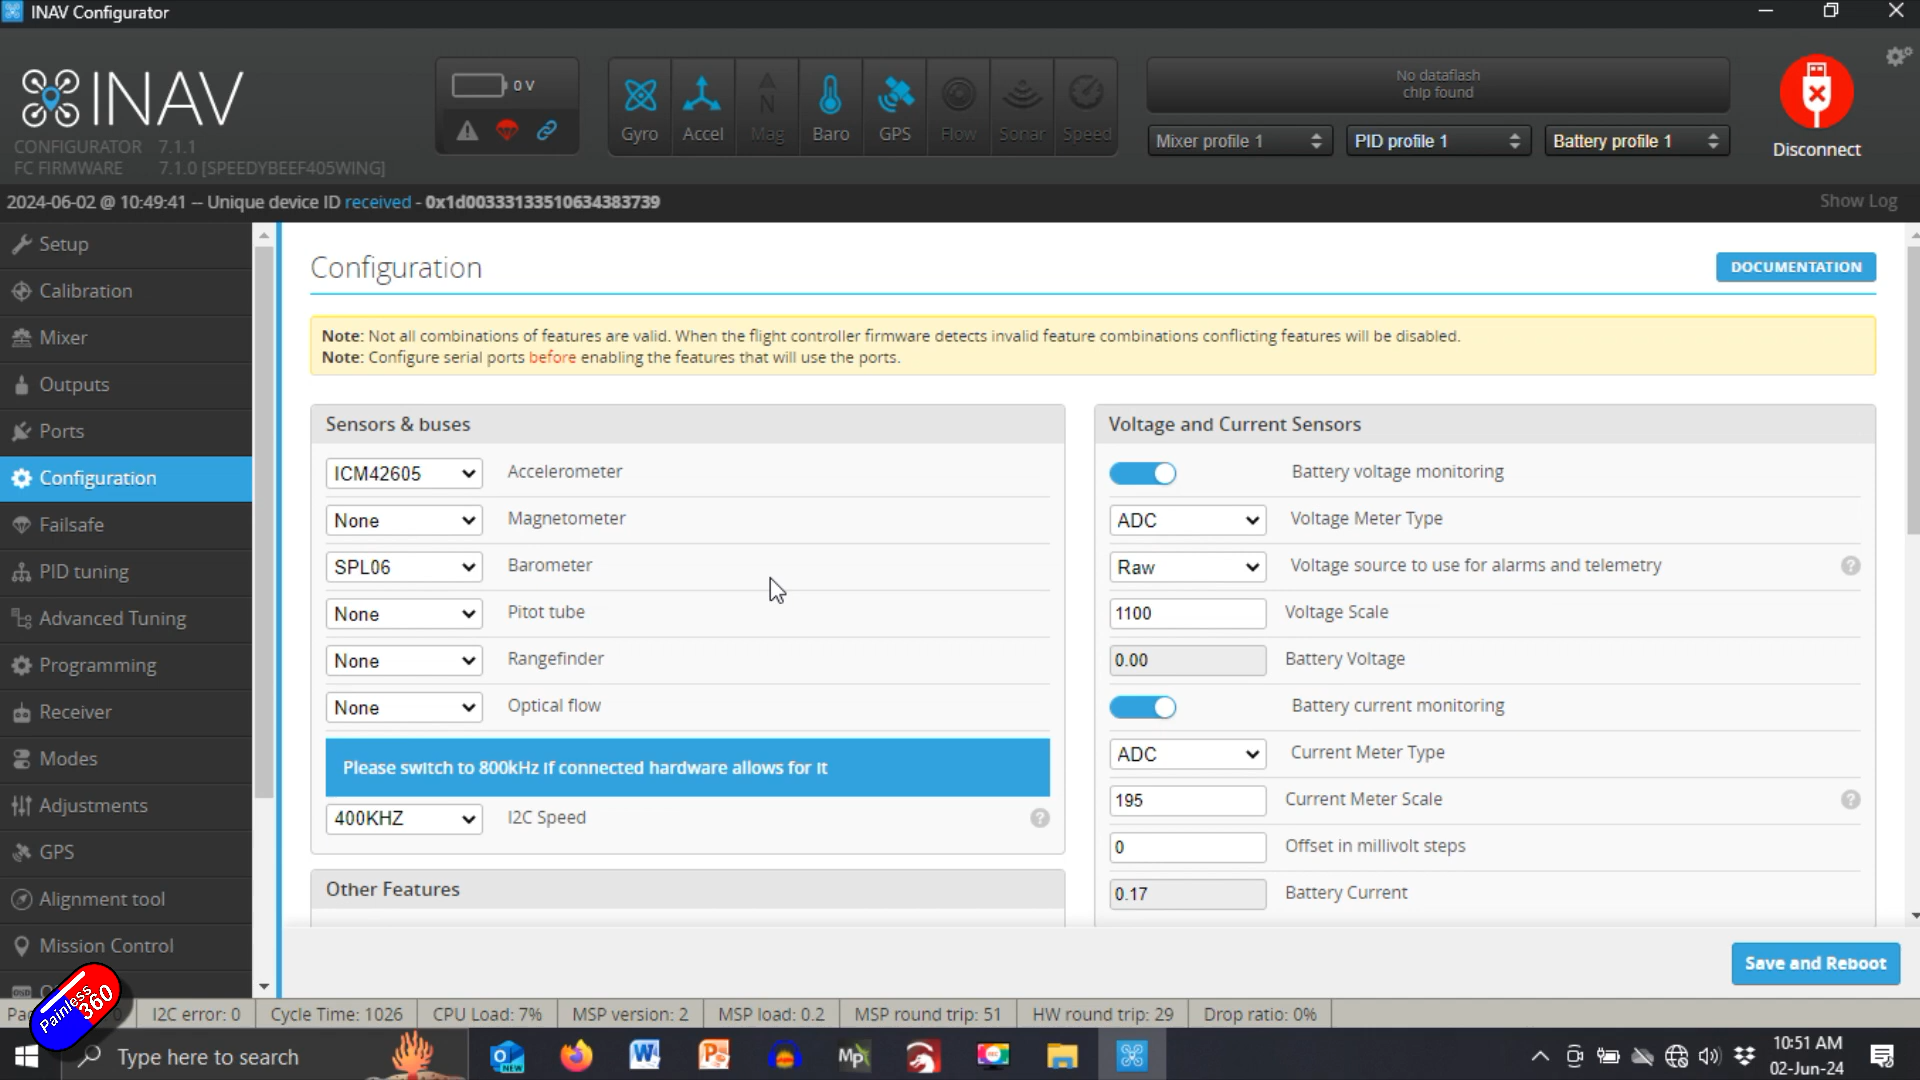 INAV Configurator
INAV
CONFIGURATOR 7.1.1
FC FIRMWARE 7.1.0 [SPEEDYBEEF405WING]
0 V
Gyro
Accel
Mag
Baro
GPS
Flow
Sonar
Speed
No dataflash
chip found
Mixer profile 1
PID profile 1
Battery profile 1
Disconnect
2024-06-02 @ 10:49:41 -- Unique device ID received - 0x1d00333133510634383739
Show Log
Setup
Calibration
Mixer
Outputs
Ports
Configuration
Failsafe
PID tuning
Advanced Tuning
Programming
Receiver
Modes
Adjustments
GPS
Alignment tool
Mission Control
Configuration
DOCUMENTATION
Note: Not all combinations of features are valid. When the flight controller firmware detects invalid feature combinations conflicting features will be disabled.
Note: Configure serial ports before enabling the features that will use the ports.
Sensors & buses
ICM42605 Accelerometer
None Magnetometer
SPL06 Barometer
None Pitot tube
None Rangefinder
None Optical flow
Please switch to 800kHz if connected hardware allows for it
400KHZ I2C Speed
?
Other Features
Voltage and Current Sensors
Battery voltage monitoring
ADC Voltage Meter Type
Raw Voltage source to use for alarms and telemetry
?
1100 Voltage Scale
0.00 Battery Voltage
Battery current monitoring
ADC Current Meter Type
195 Current Meter Scale
?
0 Offset in millivolt steps
0.17 Battery Current
Save and Reboot
Painless
360
I2C error: 0
Cycle Time: 1026
CPU Load: 7%
MSP version: 2
MSP load: 0.2
MSP round trip: 51
HW round trip: 29
Drop ratio: 0%
Type here to search
NEW
Mp
10:51 AM
02-Jun-24